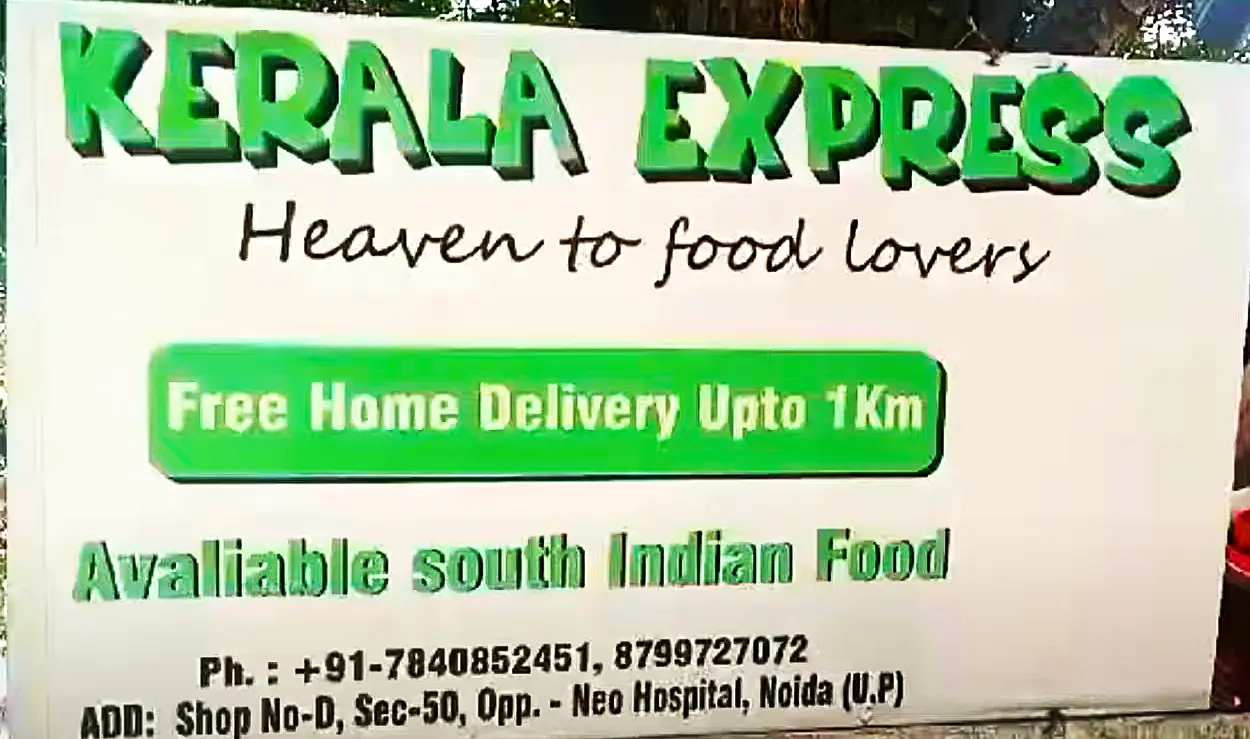 KERALA EXPRESS
Heaven to food lovers
Free Home Delivery Upto 1Km
Avaliable south Indian Food
Ph. : +91-7840852451, 8799727072
ADD: Shop No-D, Sec-50, Opp. - Neo Hospital, Noida (U.P)